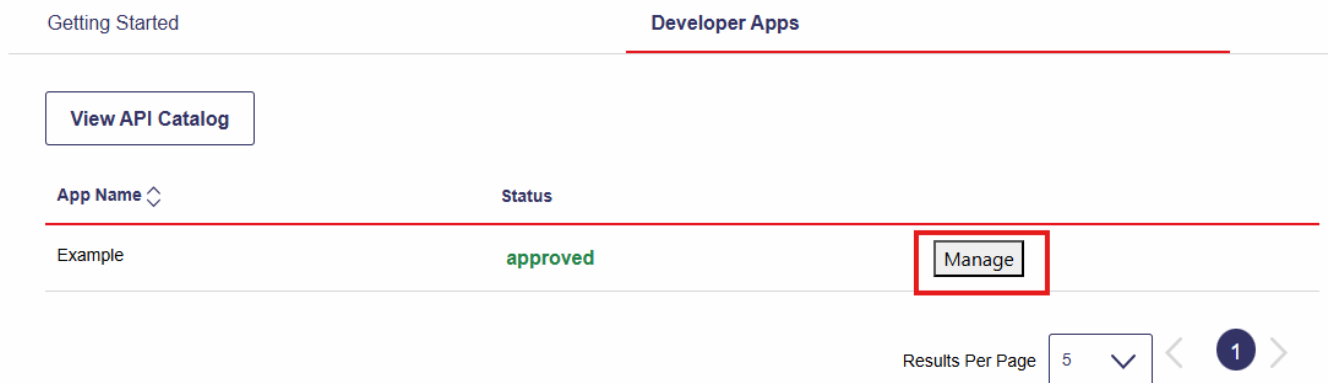 Getting Started Developer Apps
View API Catalog
App Name Status
Example approved Manage
Results Per Page 5 1